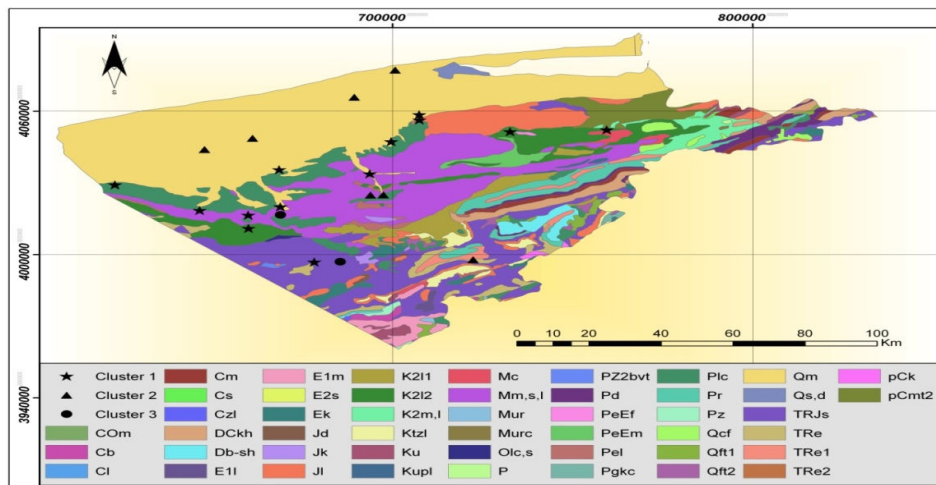 700000 800000
N
S
4060000
4000000
0 5 10 20 40 60 80 100
Km
3940000
Cluster 1 Cm E1m K2l1 Mc PZ2bvt Plc Qm pCk
Cluster 2 Cs E2s K2l2 Mm,s,l Pd Pr Qs,d pCmt2
Cluster 3 Czl Ek K2m,l Mur PeEf Pz TRJs
COm DCkh Jd Ktzl Murc PeEm Qcf TRe
Cb Db-sh Jk Ku Olc,s Pel Qft1 TRe1
Cl E1l Jl Kupl P Pgkc Qft2 TRe2